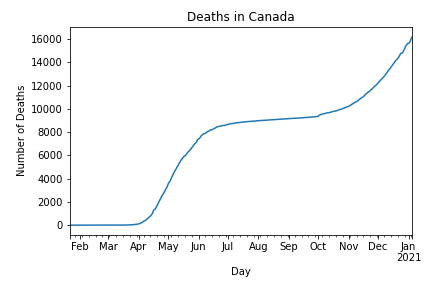 Deaths in Canada
Number of Deaths
16000
14000
12000
10000
8000
6000
4000
2000
0
Feb Mar Apr May Jun Jul Aug Sep Oct Nov Dec Jan
2021
Day